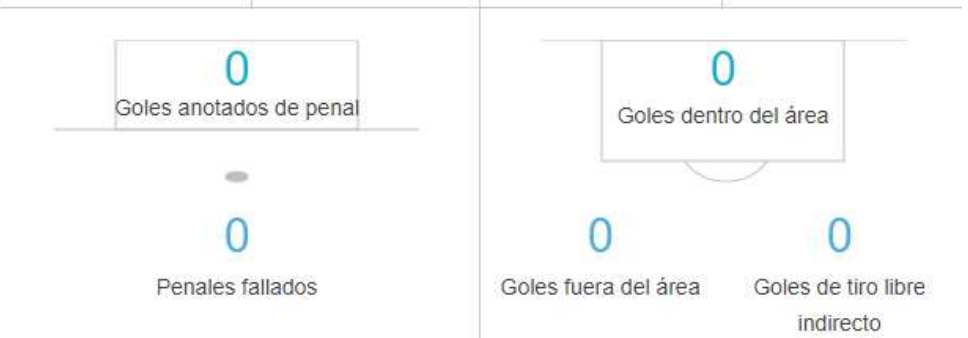 0
Goles anotados de penal
0
Penales fallados
0
Goles dentro del área
0
Goles fuera del área
0
Goles de tiro libre
indirecto